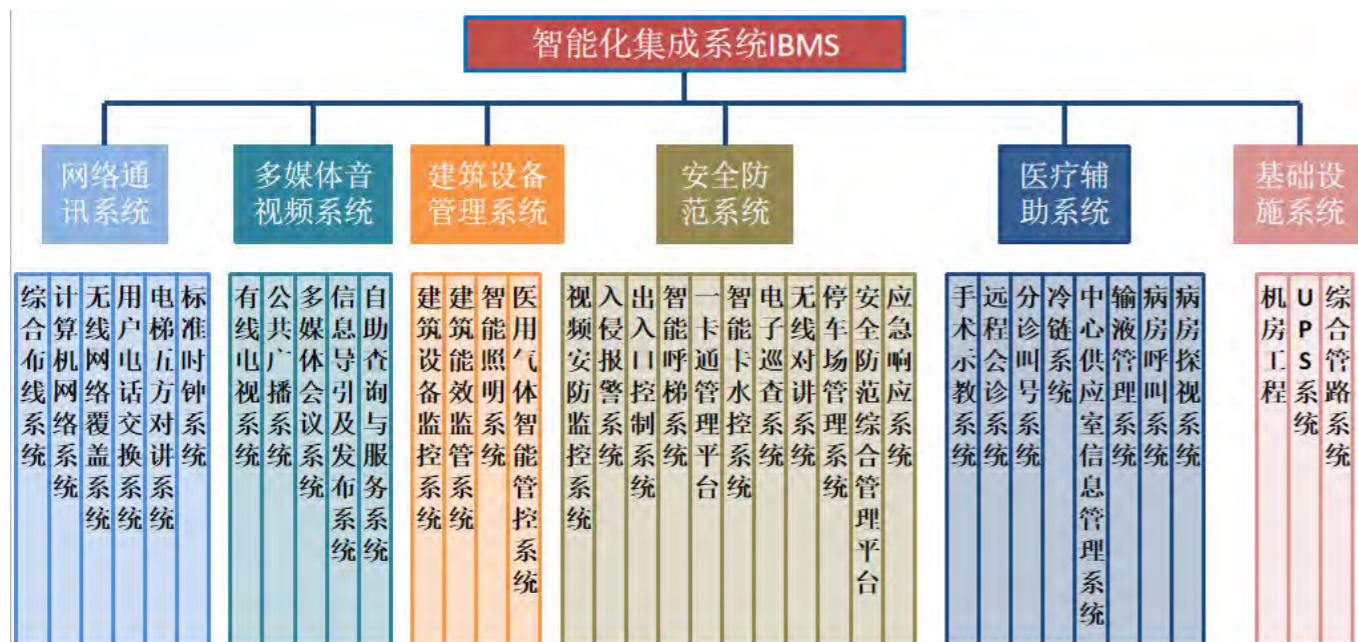 智能化集成系统IBMS
网络通
讯系统
多媒体音
视频系统
建筑设备
管理系统
安全防
范系统
医疗辅
助系统
基础设
施系统
综合布线系统
计算机网络系统
无线网络覆盖系统
用户电话交换系统
电梯五方对讲系统
标准时钟系统
有线电视系统
公共广播系统
多媒体会议系统
信息导引及发布系统
自助查询与服务系统
建筑设备监控系统
建筑能效监管系统
智能照明系统
医用气体智能管控系统
视频安防监控系统
入侵报警系统
出入口控制系统
智能呼梯系统
一卡通管理平台
智能卡水控系统
电子巡查系统
无线对讲系统
停车场管理系统
安全防范综合管理平台
应急响应系统
手术示教系统
远程会诊系统
分诊叫号系统
冷链系统
中心供应室信息管理系统
输液管理系统
病房呼叫系统
病房探视系统
机房工程
UPS系统
综合管路系统